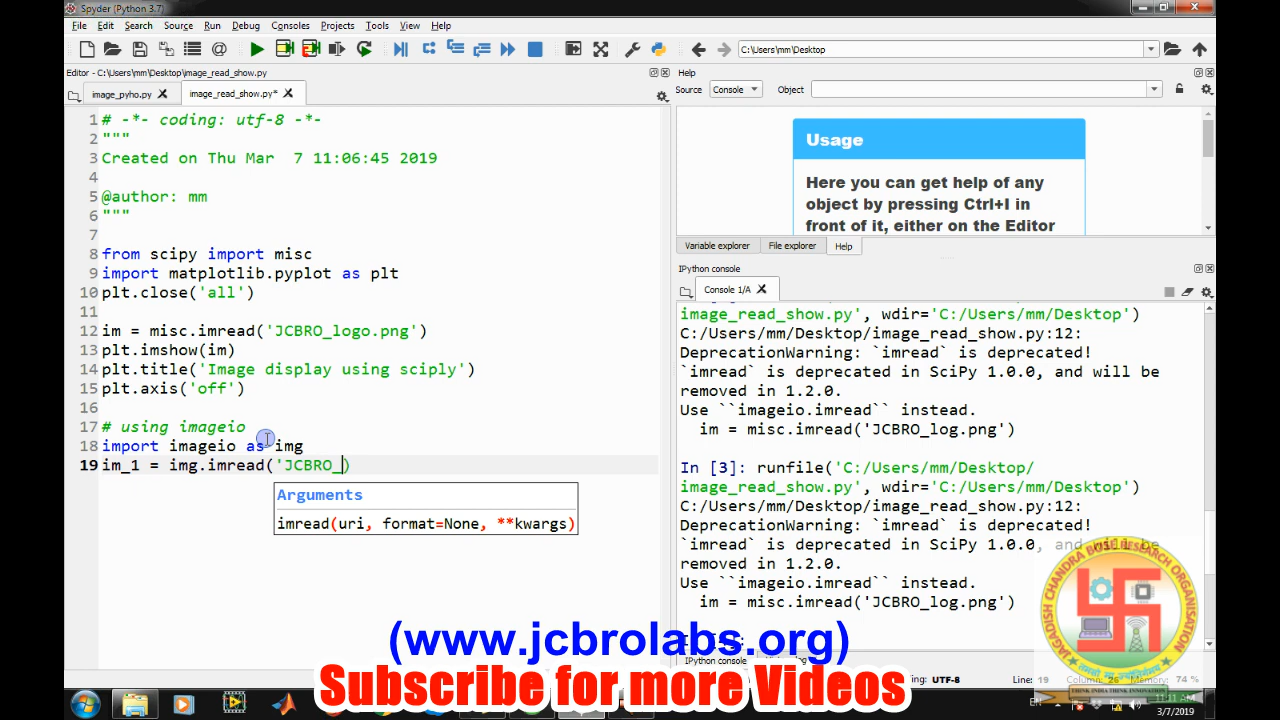 Spyder (Python 3.7)
File Edit Search Source Run Debug Consoles Projects Tools View Help
C:\Users\mm\Desktop
Editor - C:\Users\mm\Desktop\image_read_show.py
image_pyho.py
image_read_show.py*
1 # -*- coding: utf-8 -*-
2 """
3 Created on Thu Mar  7 11:06:45 2019
4
5 @author: mm
6 """
7
8 from scipy import misc
9 import matplotlib.pyplot as plt
10 plt.close('all')
11
12 im = misc.imread('JCBRO_logo.png')
13 plt.imshow(im)
14 plt.title('Image display using sciply')
15 plt.axis('off')
16
17 # using imageio
18 import imageio as img
19 im_1 = img.imread('JCBRO_)
Arguments
imread(uri, format=None, **kwargs)
Help
Source Console Object
Usage
Here you can get help of any
object by pressing Ctrl+I in
front of it, either on the Editor
Variable explorer File explorer Help
IPython console
Console 1/A
image_read_show.py', wdir='C:/Users/mm/Desktop')
C:/Users/mm/Desktop/image_read_show.py:12:
DeprecationWarning: `imread` is deprecated!
`imread` is deprecated in SciPy 1.0.0, and will be
removed in 1.2.0.
Use ``imageio.imread`` instead.
im = misc.imread('JCBRO_log.png')
In [3]: runfile('C:/Users/mm/Desktop/
image_read_show.py', wdir='C:/Users/mm/Desktop')
C:/Users/mm/Desktop/image_read_show.py:12:
DeprecationWarning: `imread` is deprecated!
`imread` is deprecated in SciPy 1.0.0, and will be
removed in 1.2.0.
Use ``imageio.imread`` instead.
im = misc.imread('JCBRO_log.png')
IPython console
UTF-8 Line: 19 Column: 26 Memory: 74 %
(www.jcbrolabs.org)
Subscribe for more Videos
JAGADISH CHANDRA BOSE RESEARCH ORGANISATION
THINK INDIA THINK INNOVATION
EN
11:11 AM
3/7/2019